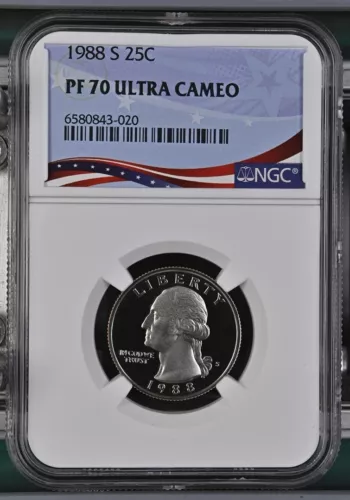 1988 S 25C
PF 70 ULTRA CAMEO
6580843-020
NGC®
LIBERTY
IN GOD WE
TRUST
S
1988